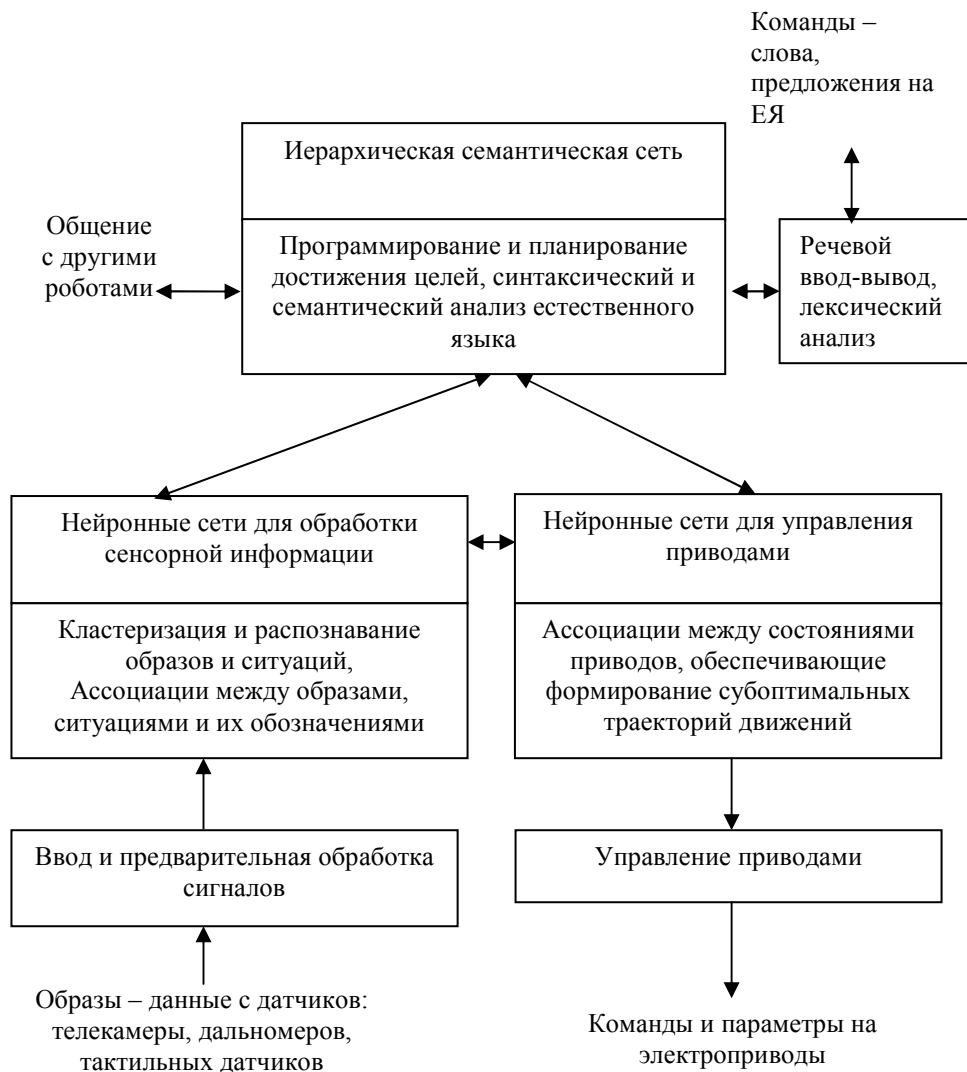 Команды –
слова,
предложения на
ЕЯ
Иерархическая семантическая сеть
Общение
с другими
роботами
Программирование и планирование
достижения целей, синтаксический и
семантический анализ естественного
языка
Речевой
ввод-вывод,
лексический
анализ
Нейронные сети для обработки
сенсорной информации
Нейронные сети для управления
приводами
Кластеризация и распознавание
образов и ситуаций,
Ассоциации между образами,
ситуациями и их обозначениями
Ассоциации между состояниями
приводов, обеспечивающие
формирование субоптимальных
траекторий движений
Ввод и предварительная обработка
сигналов
Управление приводами
Образы – данные с датчиков:
телекамеры, дальномеров,
тактильных датчиков
Команды и параметры на
электроприводы